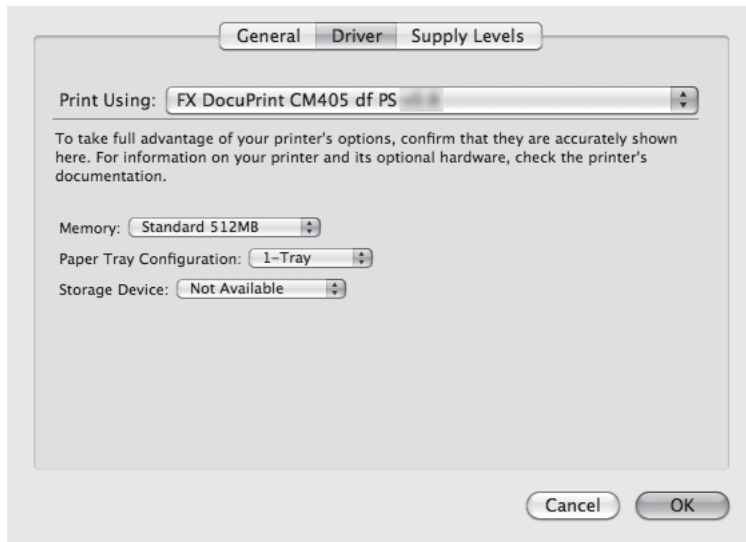 General Driver Supply Levels
Print Using: FX DocuPrint CM405 df PS
To take full advantage of your printer's options, confirm that they are accurately shown
here. For information on your printer and its optional hardware, check the printer's
documentation.
Memory: Standard 512MB
Paper Tray Configuration: 1-Tray
Storage Device: Not Available
Cancel OK